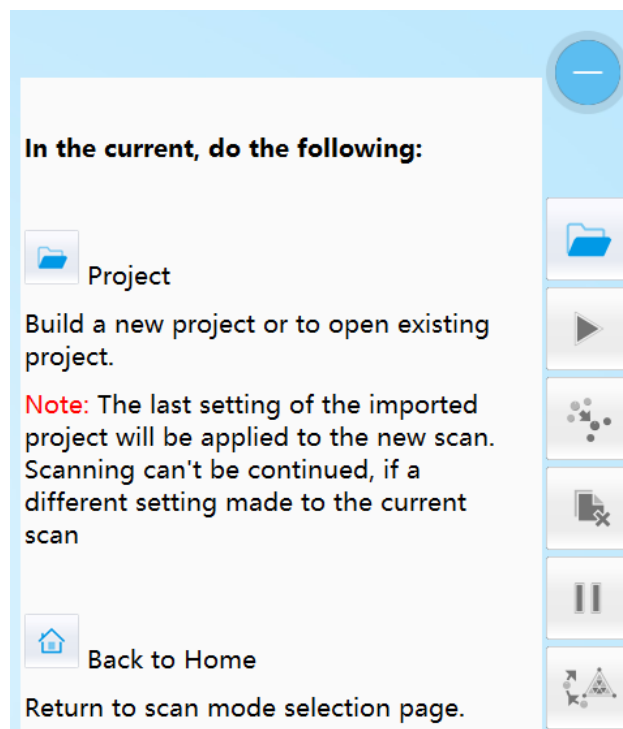 In the current, do the following:
Project
Build a new project or to open existing
project.
Note: The last setting of the imported
project will be applied to the new scan.
Scanning can't be continued, if a
different setting made to the current
scan
Back to Home
Return to scan mode selection page.